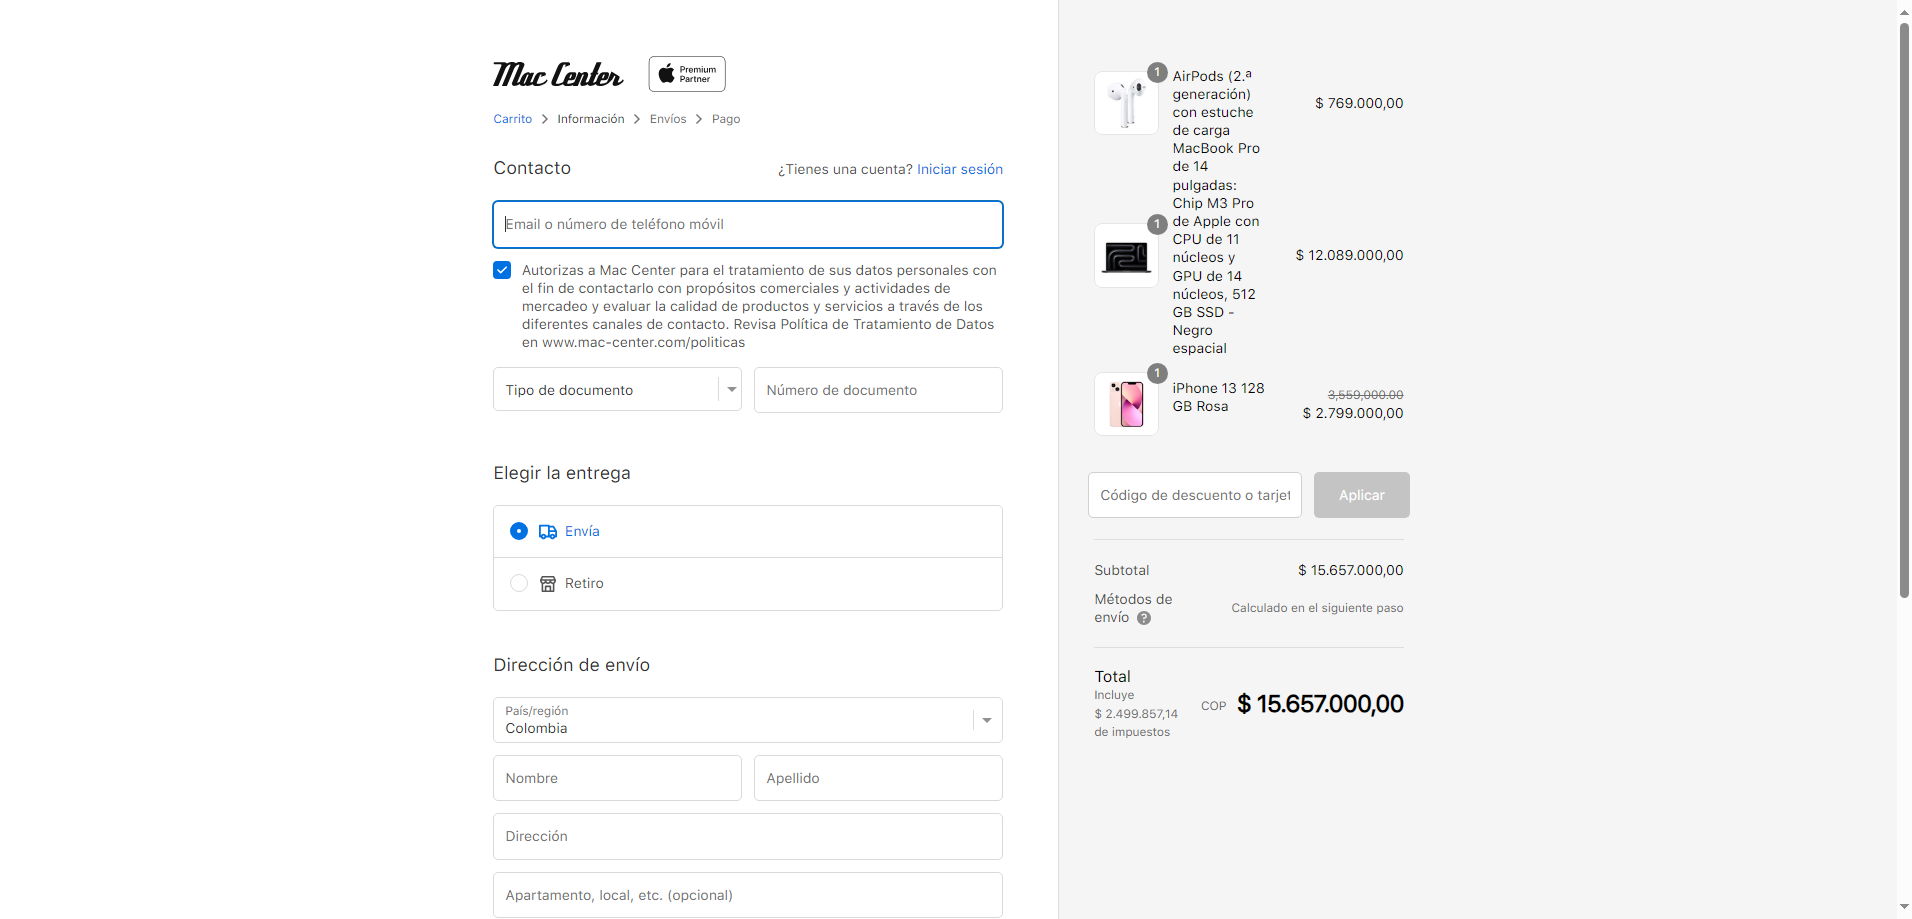 Mac Center
Premium
Partner
Carrito > Información > Envíos > Pago
Contacto
¿Tienes una cuenta? Iniciar sesión
Email o número de teléfono móvil
Autorizas a Mac Center para el tratamiento de sus datos personales con
el fin de contactarlo con propósitos comerciales y actividades de
mercadeo y evaluar la calidad de productos y servicios a través de los
diferentes canales de contacto. Revisa Política de Tratamiento de Datos
en www.mac-center.com/politicas
Tipo de documento
Número de documento
Elegir la entrega
Envía
Retiro
Dirección de envío
País/región
Colombia
Nombre
Apellido
Dirección
Apartamento, local, etc. (opcional)
1
AirPods (2.ª
generación)
con estuche
de carga
$ 769.000,00
1
MacBook Pro
de 14
pulgadas:
Chip M3 Pro
de Apple con
CPU de 11
núcleos y
GPU de 14
núcleos, 512
GB SSD -
Negro
espacial
$ 12.089.000,00
1
iPhone 13 128
GB Rosa
3,559,000.00
$ 2.799.000,00
Código de descuento o tarjet
Aplicar
Subtotal
$ 15.657.000,00
Métodos de
envío ?
Calculado en el siguiente paso
Total
Incluye
$ 2.499.857,14
de impuestos
COP $ 15.657.000,00